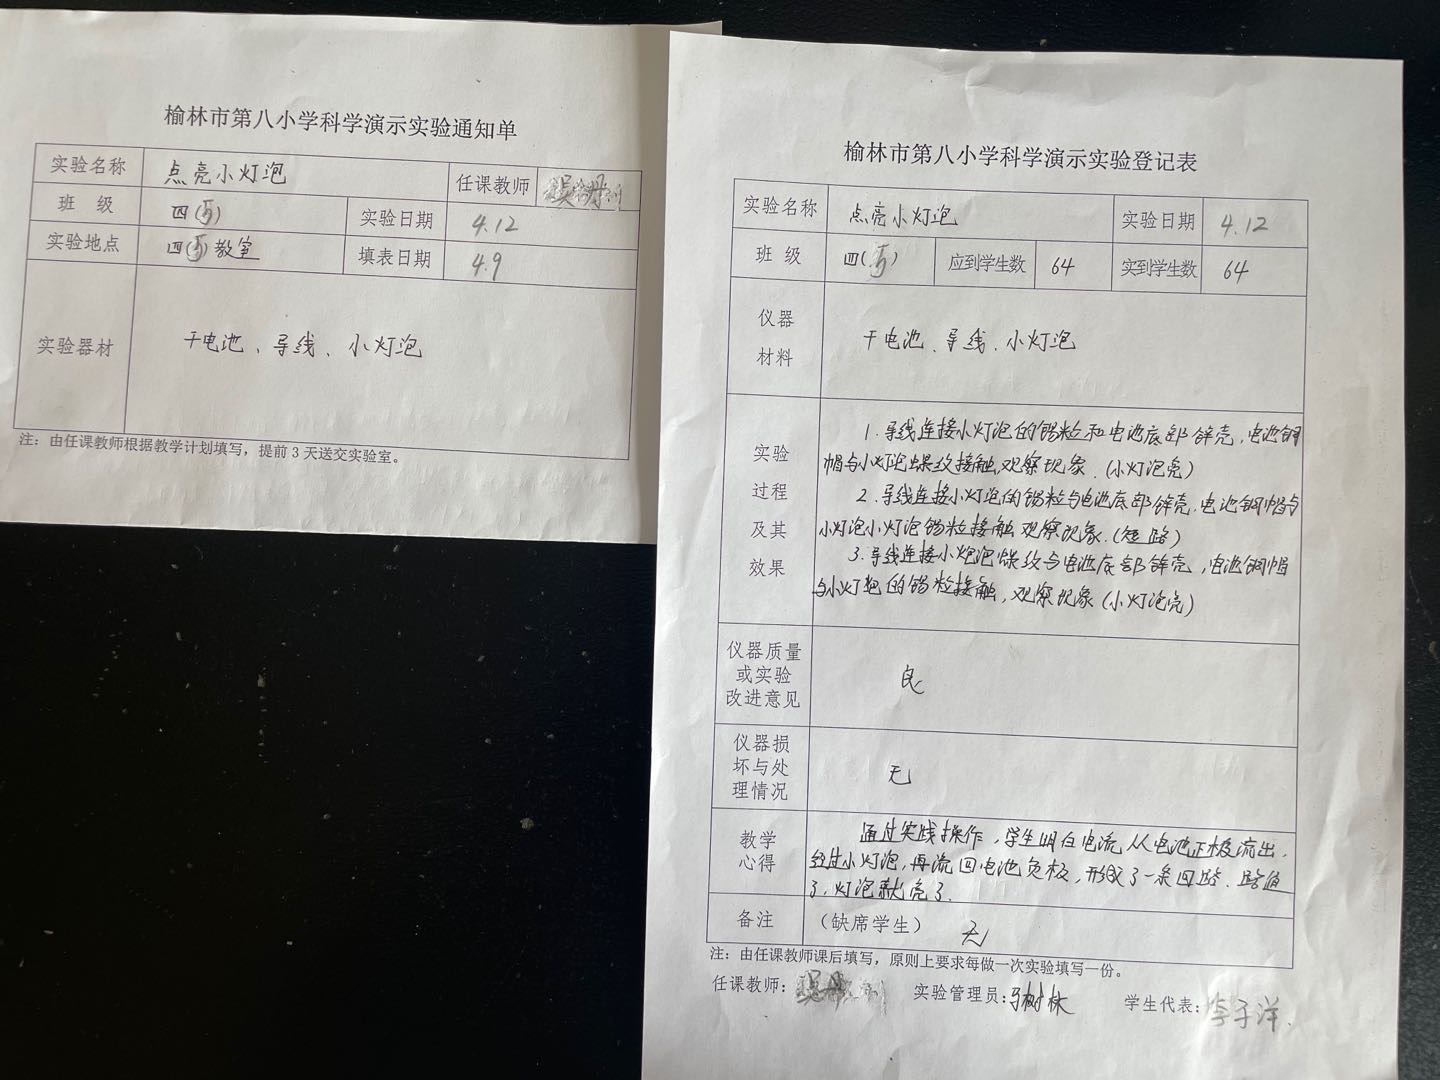 榆林市第八小学科学演示实验通知单
实验名称 点亮小灯泡 任课教师
班 级 四(五) 实验日期 4.12
实验地点 四(五)教室 填表日期 4.9
实验器材 干电池、导线、小灯泡
注：由任课教师根据教学计划填写，提前3天送交实验室。
榆林市第八小学科学演示实验登记表
实验名称 点亮小灯泡 实验日期 4.12
班 级 四(五) 应到学生数 64 实到学生数 64
仪器
材料
干电池、导线、小灯泡
实验
过程
及其
效果
1.导线连接小灯泡的锡粒和电池底部锌壳，电池铜
帽与小灯泡螺纹接触，观察现象.(小灯泡亮)
2.导线连接小灯泡的锡粒与电池底部锌壳.电池铜帽与
小灯泡小灯泡锡粒接触，观察现象.(短路)
3.导线连接小炮泡螺纹与电池底部锌壳，电池铜帽
与小灯泡的锡粒接触，观察现象(小灯泡亮)
仪器质量
或实验
改进意见
良
仪器损
坏与处
理情况
无
教学
心得
通过实践操作，学生明白电流从电池正极流出，
经过小灯泡，再流回电池负极，形成了一条回路.路通
了，灯泡就亮了.
备注 （缺席学生） 无
注：由任课教师课后填写，原则上要求每做一次实验填写一份。
任课教师： 实验管理员：马树林 学生代表：李子洋.